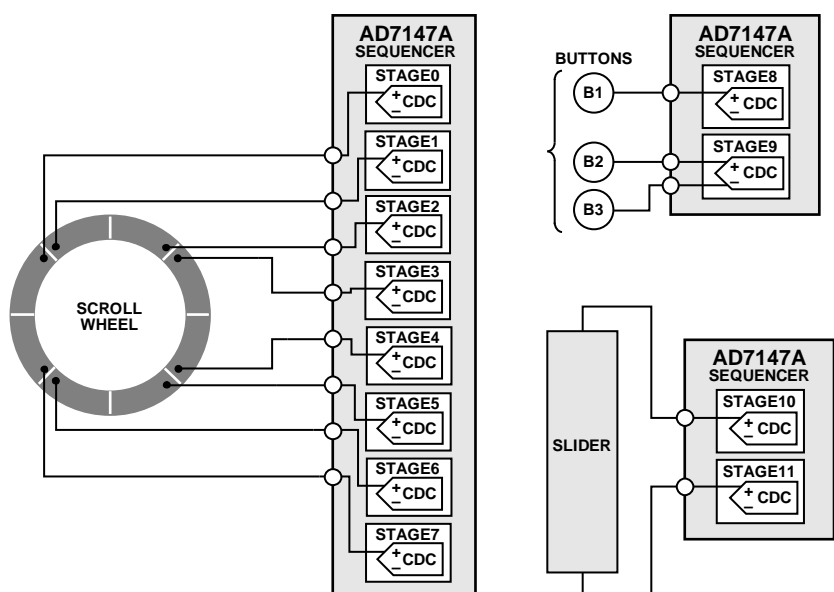 AD7147A
SEQUENCER
STAGE0
+
– CDC
STAGE1
+
– CDC
STAGE2
+
– CDC
STAGE3
+
– CDC
STAGE4
+
– CDC
STAGE5
+
– CDC
STAGE6
+
– CDC
STAGE7
+
– CDC
SCROLL
WHEEL
BUTTONS
B1
B2
B3
AD7147A
SEQUENCER
STAGE8
+
– CDC
STAGE9
+
– CDC
SLIDER
AD7147A
SEQUENCER
STAGE10
+
– CDC
STAGE11
+
– CDC